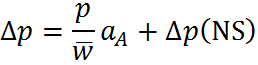 Δp = p/w̅ a_A + Δp(NS)